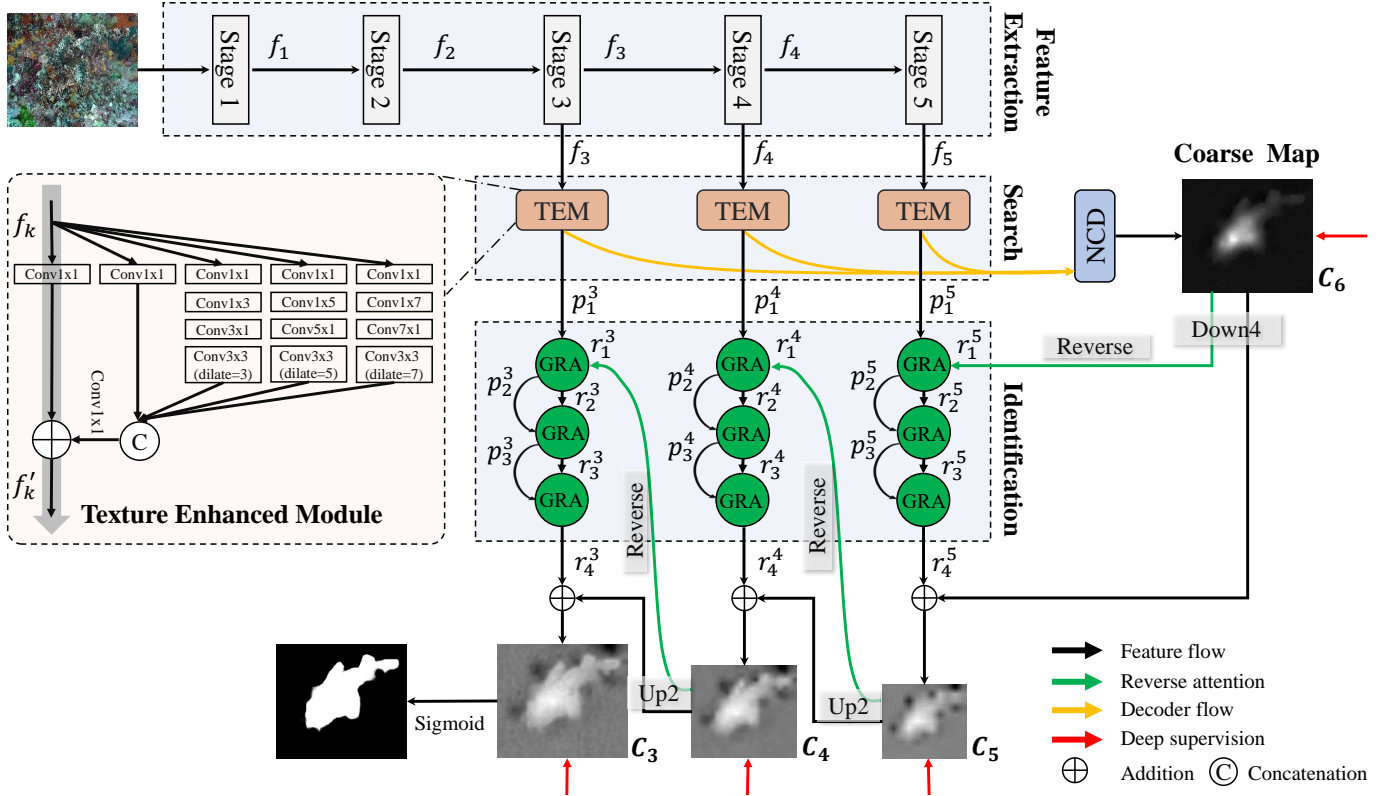 Stage 1
f₁
Stage 2
f₂
Stage 3
f₃
Stage 4
f₄
Stage 5
Feature
Extraction
f₃
f₄
f₅
TEM
TEM
TEM
Search
NCD
Coarse Map
C₆
fₖ
Conv1x1
Conv1x1
Conv1x1
Conv1x1
Conv1x1
Conv1x3
Conv1x5
Conv1x7
Conv3x1
Conv5x1
Conv7x1
Conv3x3
(dilate=3)
Conv3x3
(dilate=5)
Conv3x3
(dilate=7)
Conv1x1
C
f′ₖ
Texture Enhanced Module
p₁³
p₁⁴
p₁⁵
Down4
Reverse
GRA
r₁³
GRA
r₁⁴
GRA
r₁⁵
p₂³
r₂³
p₂⁴
r₂⁴
p₂⁵
r₂⁵
GRA
GRA
GRA
p₃³
r₃³
p₃⁴
r₃⁴
p₃⁵
r₃⁵
GRA
GRA
GRA
Identification
Reverse
Reverse
r₄³
r₄⁴
r₄⁵
Sigmoid
Up2
Up2
C₃
C₄
C₅
Feature flow
Reverse attention
Decoder flow
Deep supervision
Addition
C Concatenation